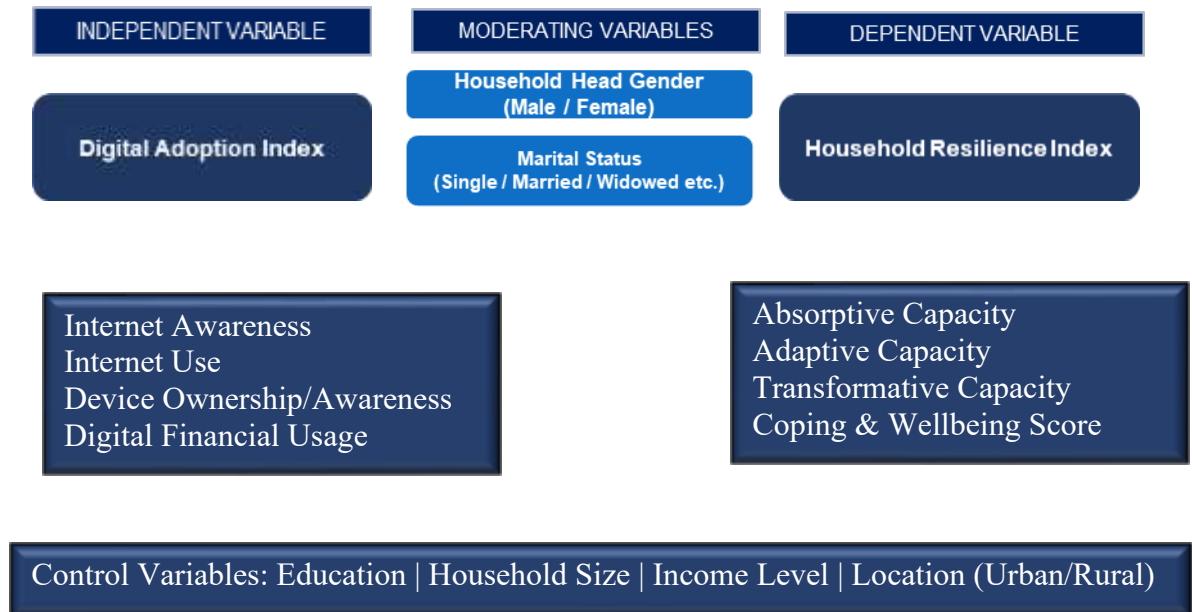 INDEPENDENT VARIABLE
MODERATING VARIABLES
DEPENDENT VARIABLE
Digital Adoption Index
Household Head Gender
(Male / Female)
Marital Status
(Single / Married / Widowed etc.)
Household Resilience Index
Internet Awareness
Internet Use
Device Ownership/Awareness
Digital Financial Usage
Absorptive Capacity
Adaptive Capacity
Transformative Capacity
Coping & Wellbeing Score
Control Variables: Education | Household Size | Income Level | Location (Urban/Rural)